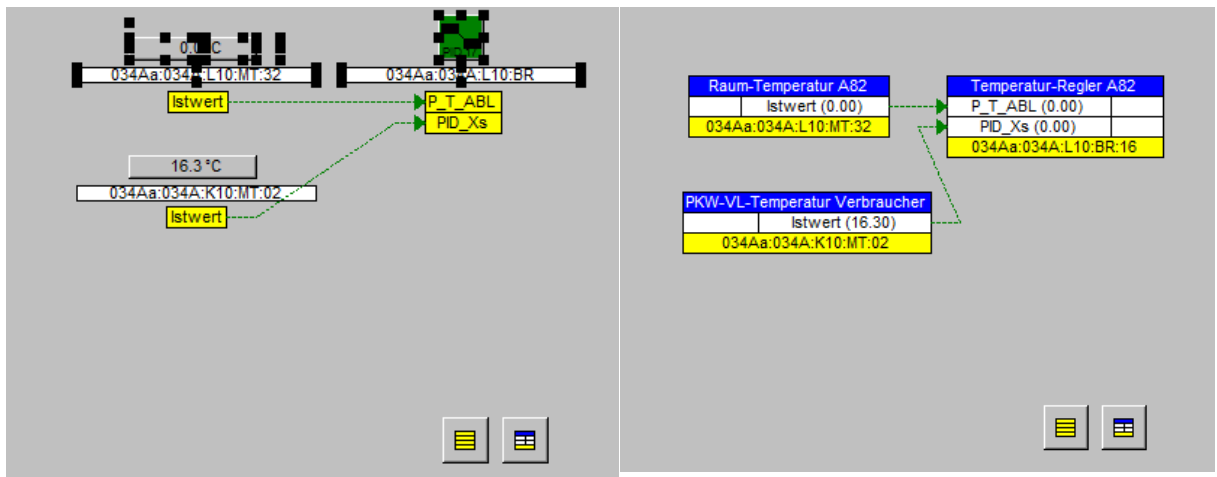 034Aa:034A:L10:MT:32
034Aa:034A:L10:BR
Istwert
P_T_ABL
PID_Xs
16.3 °C
034Aa:034A:K10:MT:02
Istwert
Raum-Temperatur A82
Istwert (0.00)
034Aa:034A:L10:MT:32
Temperatur-Regler A82
P_T_ABL (0.00)
PID_Xs (0.00)
034Aa:034A:L10:BR:16
PKW-VL-Temperatur Verbraucher
Istwert (16.30)
034Aa:034A:K10:MT:02